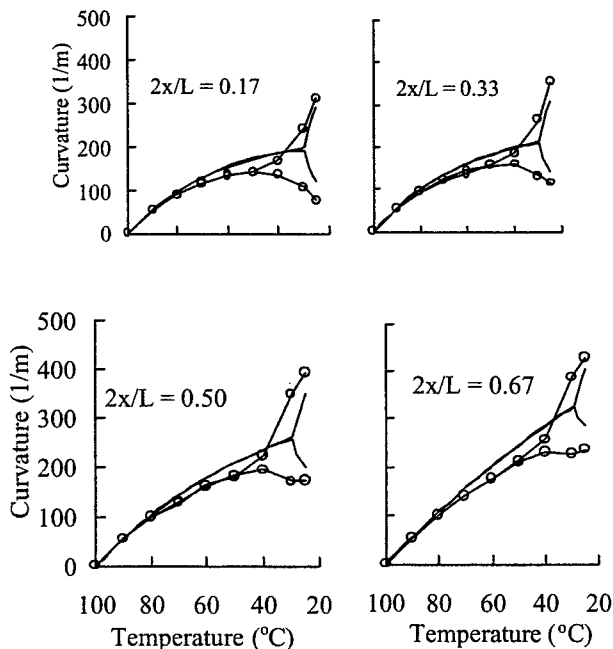 500
400
300
200
100
0
Curvature (1/m)
2x/L = 0.17
2x/L = 0.33
500
400
300
200
100
0
Curvature (1/m)
2x/L = 0.50
2x/L = 0.67
100 80 60 40 20
100 80 60 40 20
Temperature (°C)
Temperature (°C)